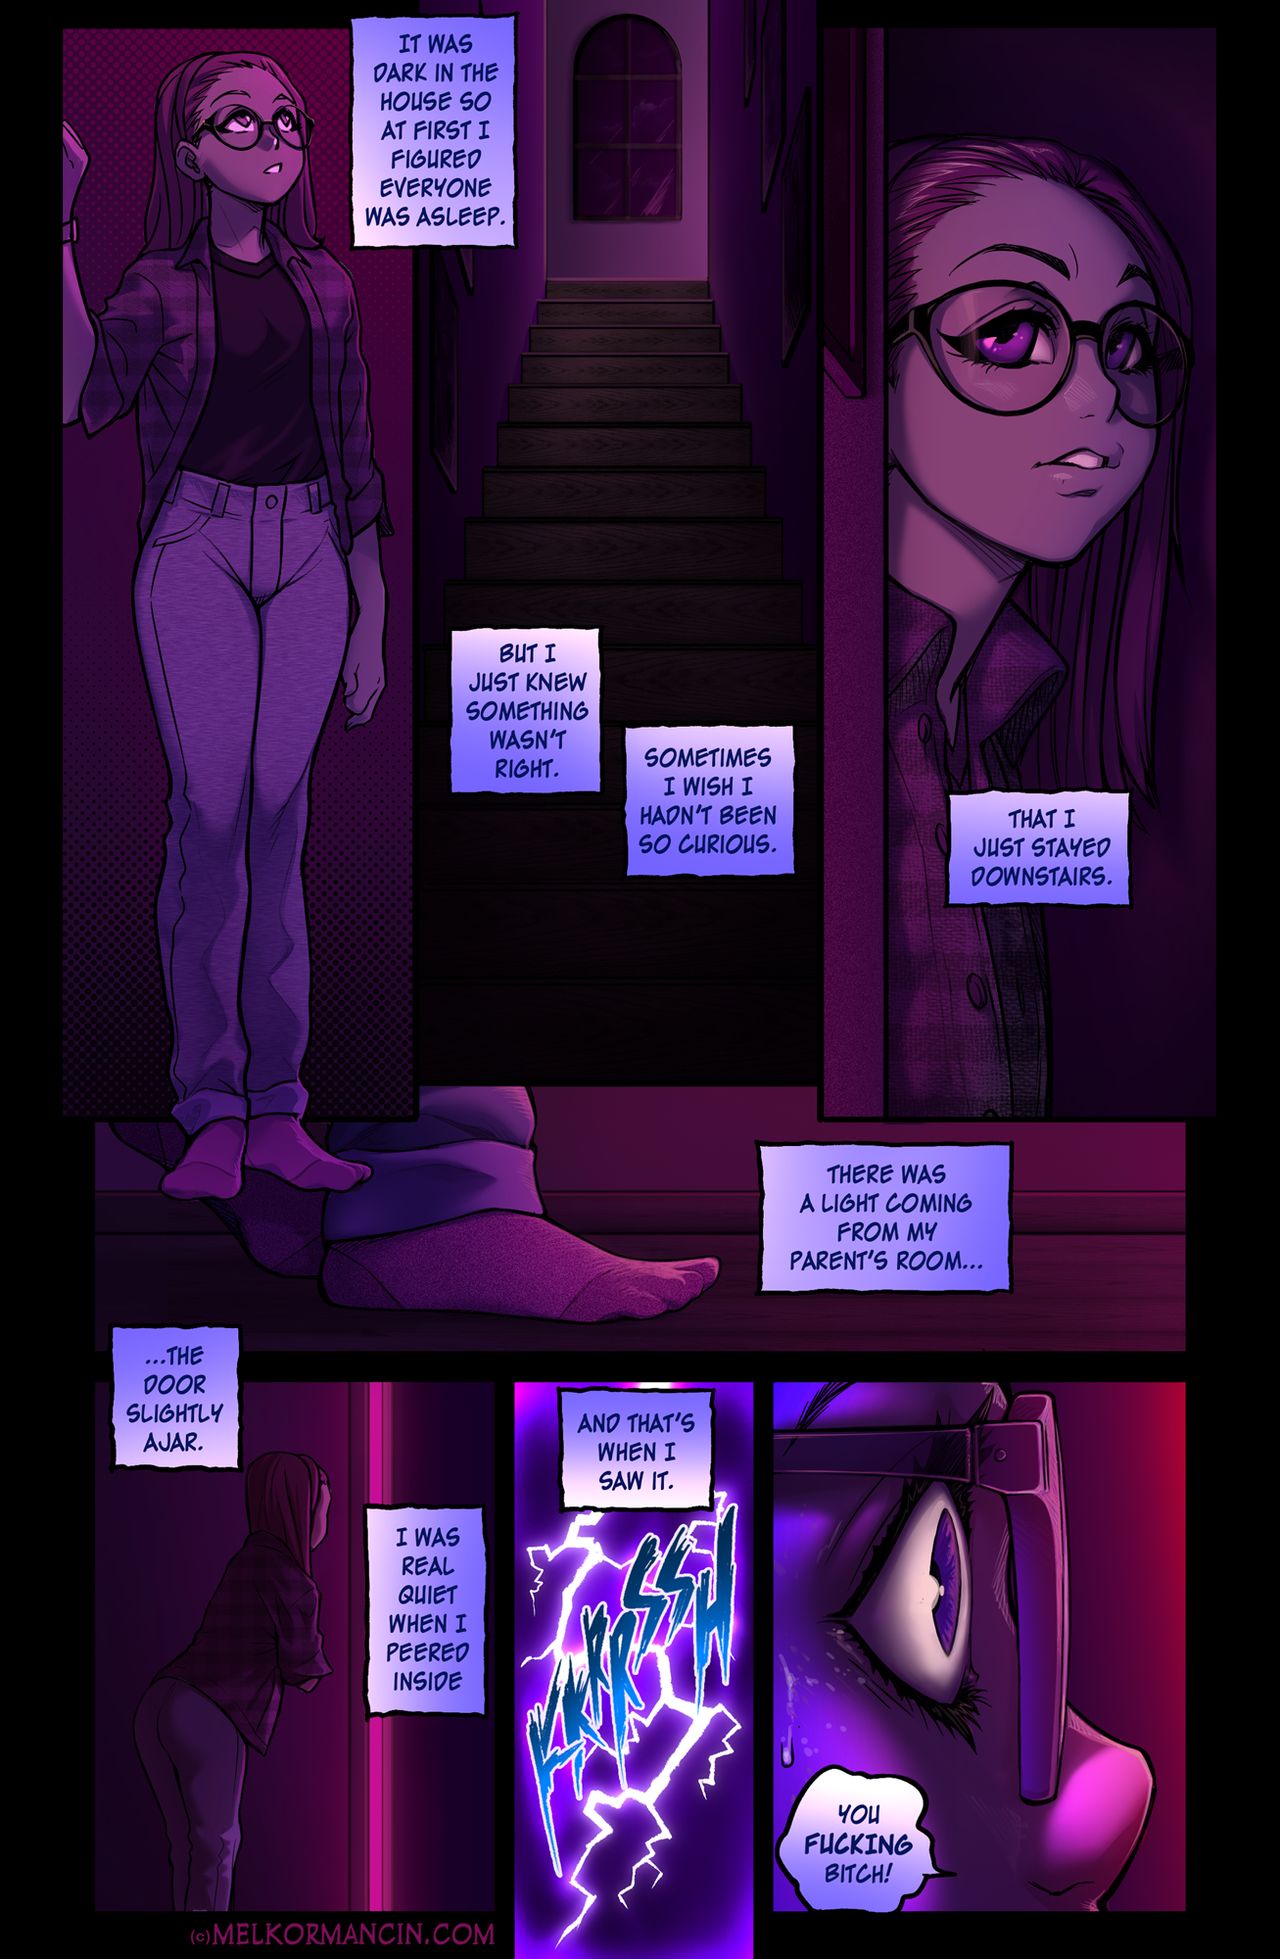 IT WAS
DARK IN THE
HOUSE SO
AT FIRST I
FIGURED
EVERYONE
WAS ASLEEP.
BUT I
JUST KNEW
SOMETHING
WASN'T
RIGHT.
SOMETIMES
I WISH I
HADN'T BEEN
SO CURIOUS.
THAT I
JUST STAYED
DOWNSTAIRS.
THERE WAS
A LIGHT COMING
FROM MY
PARENT'S ROOM...
...THE
DOOR
SLIGHTLY
AJAR.
I WAS
REAL
QUIET
WHEN I
PEERED
INSIDE
AND THAT'S
WHEN I
SAW IT.
KKRRRSSSHH
YOU
FUCKING
BITCH!
(C)MELKORMANCIN.COM